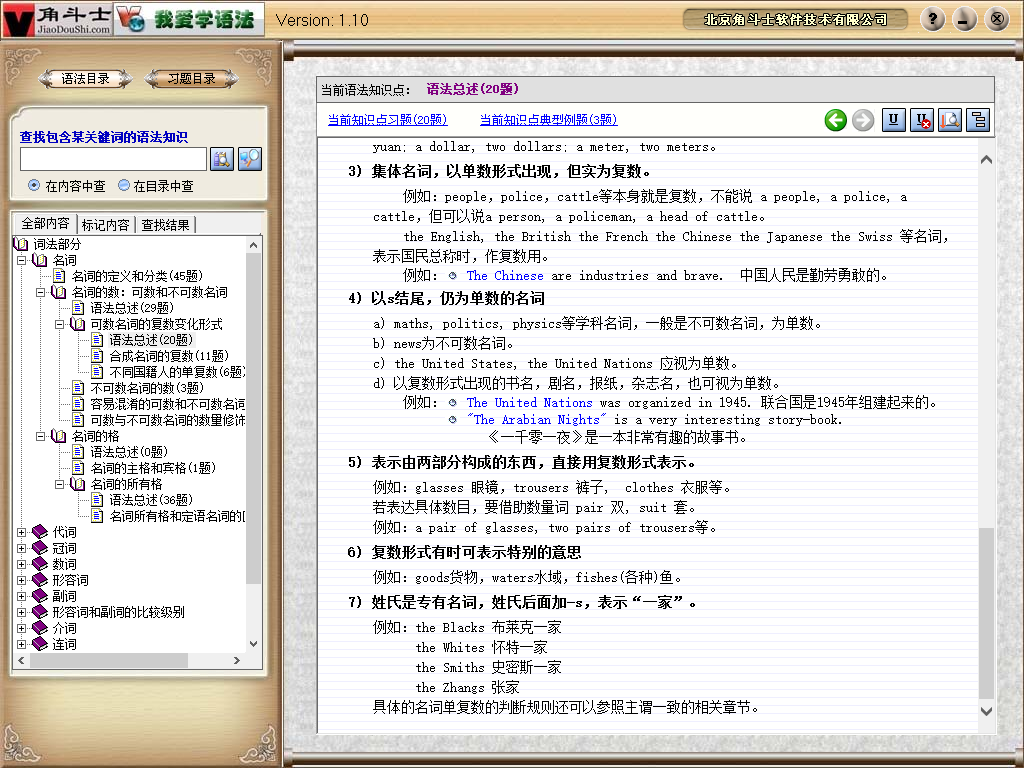 角斗士
JiaoDouShi.com
我爱学语法
Version: 1.10
北京角斗士软件技术有限公司
语法目录
习题目录
查找包含某关键词的语法知识
在内容中查
在目录中查
全部内容
标记内容
查找结果
词法部分
名词
名词的定义和分类(45题)
名词的数: 可数和不可数名词
语法总述(29题)
可数名词的复数变化形式
语法总述(20题)
合成名词的复数(11题)
不同国籍人的单复数(6题)
不可数名词的数(3题)
容易混淆的可数和不可数名词
可数与不可数名词的数量修饰
名词的格
语法总述(0题)
名词的主格和宾格(1题)
名词的所有格
语法总述(36题)
名词所有格和定语名词的
代词
冠词
数词
形容词
副词
形容词和副词的比较级别
介词
连词
当前语法知识点: 语法总述(20题)
当前知识点习题(20题)
当前知识点典型例题(3题)
yuan; a dollar, two dollars; a meter, two meters。
3) 集体名词，以单数形式出现，但实为复数。
例如: people, police, cattle等本身就是复数，不能说 a people, a police, a
cattle，但可以说a person, a policeman, a head of cattle。
the English, the British the French the Chinese the Japanese the Swiss 等名词，
表示国民总称时，作复数用。
例如: The Chinese are industries and brave. 中国人民是勤劳勇敢的。
4) 以s结尾，仍为单数的名词
a) maths, politics, physics等学科名词，一般是不可数名词，为单数。
b) news为不可数名词。
c) the United States, the United Nations 应视为单数。
d) 以复数形式出现的书名，剧名，报纸，杂志名，也可视为单数。
例如: The United Nations was organized in 1945. 联合国是1945年组建起来的。
"The Arabian Nights" is a very interesting story-book.
《一千零一夜》是一本非常有趣的故事书。
5) 表示由两部分构成的东西，直接用复数形式表示。
例如: glasses 眼镜, trousers 裤子, clothes 衣服等。
若表达具体数目，要借助数量词 pair 双, suit 套。
例如: a pair of glasses, two pairs of trousers等。
6) 复数形式有时可表示特别的意思
例如: goods货物, waters水域, fishes(各种)鱼。
7) 姓氏是专有名词，姓氏后面加-s，表示“一家”。
例如: the Blacks 布莱克一家
the Whites 怀特一家
the Smiths 史密斯一家
the Zhangs 张家
具体的名词单复数的判断规则还可以参照主谓一致的相关章节。